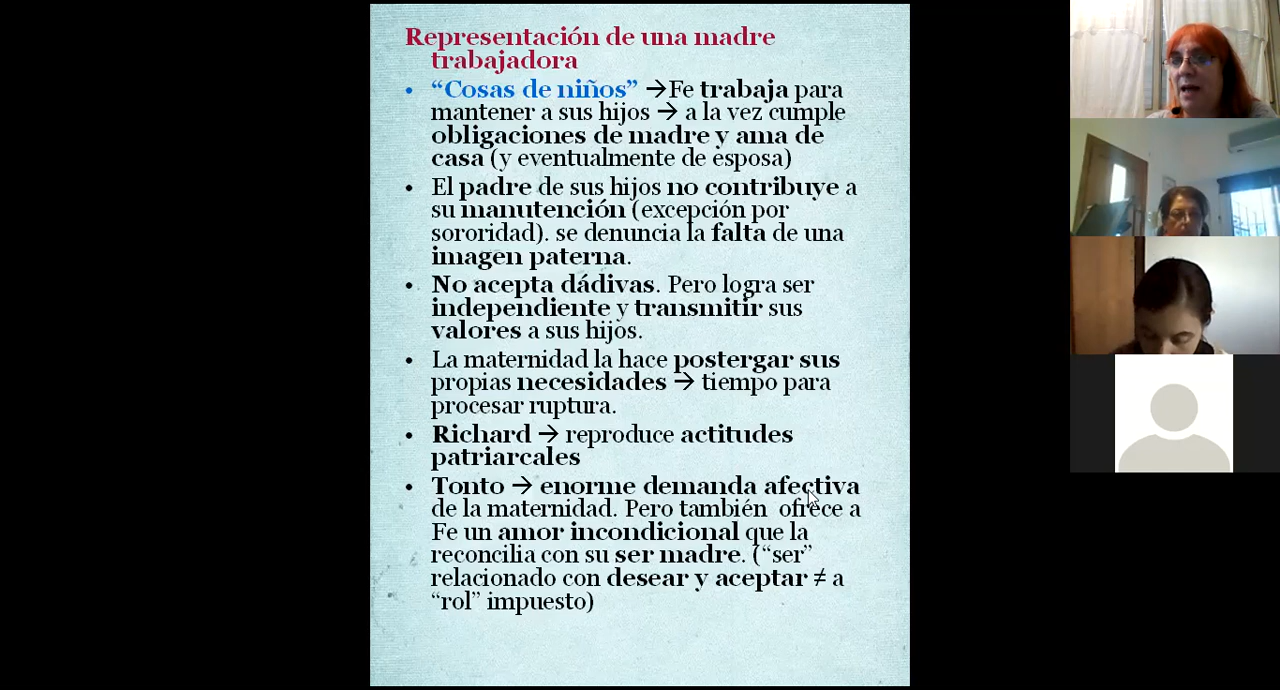 Representación de una madre
trabajadora
• “Cosas de niños” →Fe trabaja para
mantener a sus hijos → a la vez cumple
obligaciones de madre y ama de
casa (y eventualmente de esposa)
• El padre de sus hijos no contribuye a
su manutención (excepción por
sororidad). se denuncia la falta de una
imagen paterna.
• No acepta dádivas. Pero logra ser
independiente y transmitir sus
valores a sus hijos.
• La maternidad la hace postergar sus
propias necesidades → tiempo para
procesar ruptura.
• Richard → reproduce actitudes
patriarcales
• Tonto → enorme demanda afectiva
de la maternidad. Pero también ofrece a
Fe un amor incondicional que la
reconcilia con su ser madre. (“ser”
relacionado con desear y aceptar ≠ a
“rol” impuesto)